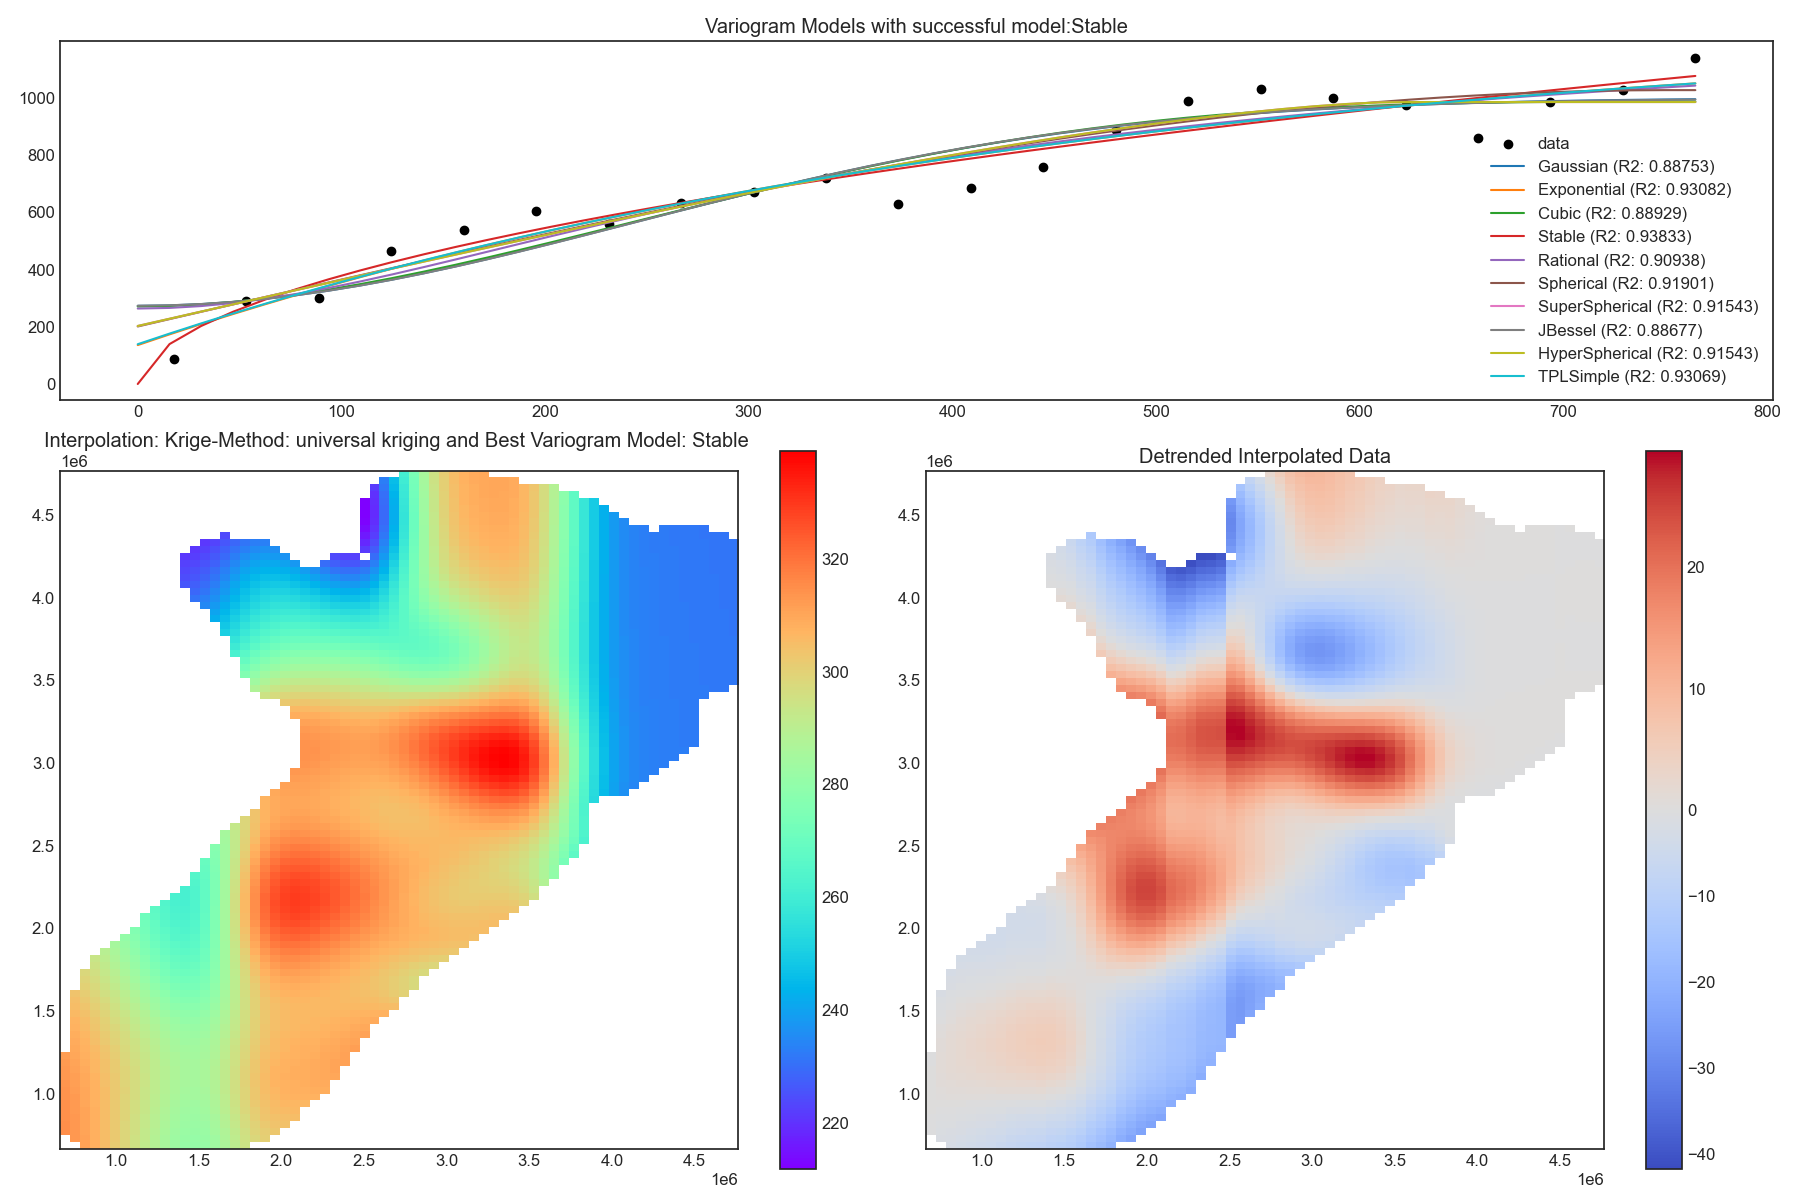 Variogram Models with successful model:Stable
1000
800
600
400
200
0
data
Gaussian (R2: 0.88753)
Exponential (R2: 0.93082)
Cubic (R2: 0.88929)
Stable (R2: 0.93833)
Rational (R2: 0.90938)
Spherical (R2: 0.91901)
SuperSpherical (R2: 0.91543)
JBessel (R2: 0.88677)
HyperSpherical (R2: 0.91543)
TPLSimple (R2: 0.93069)
0 100 200 300 400 500 600 700 800
Interpolation: Krige-Method: universal kriging and Best Variogram Model: Stable
1e6
4.5
4.0
3.5
3.0
2.5
2.0
1.5
1.0
1.0 1.5 2.0 2.5 3.0 3.5 4.0 4.5
1e6
320
300
280
260
240
220
Detrended Interpolated Data
1e6
4.5
4.0
3.5
3.0
2.5
2.0
1.5
1.0
1.0 1.5 2.0 2.5 3.0 3.5 4.0 4.5
1e6
20
10
0
−10
−20
−30
−40